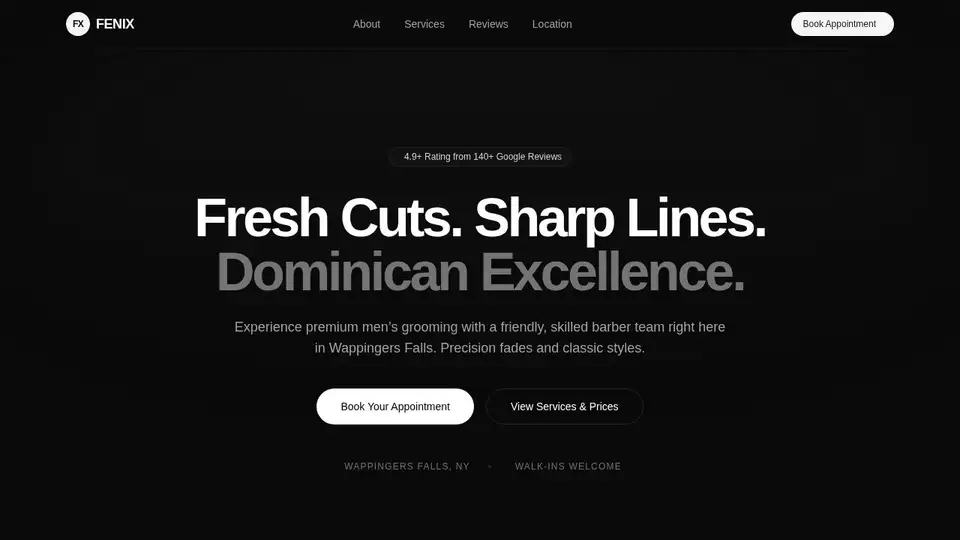 FX FENIX
About Services Reviews Location
Book Appointment
4.9+ Rating from 140+ Google Reviews
Fresh Cuts. Sharp Lines.
Dominican Excellence.
Experience premium men's grooming with a friendly, skilled barber team right here
in Wappingers Falls. Precision fades and classic styles.
Book Your Appointment
View Services & Prices
WAPPINGERS FALLS, NY
WALK-INS WELCOME